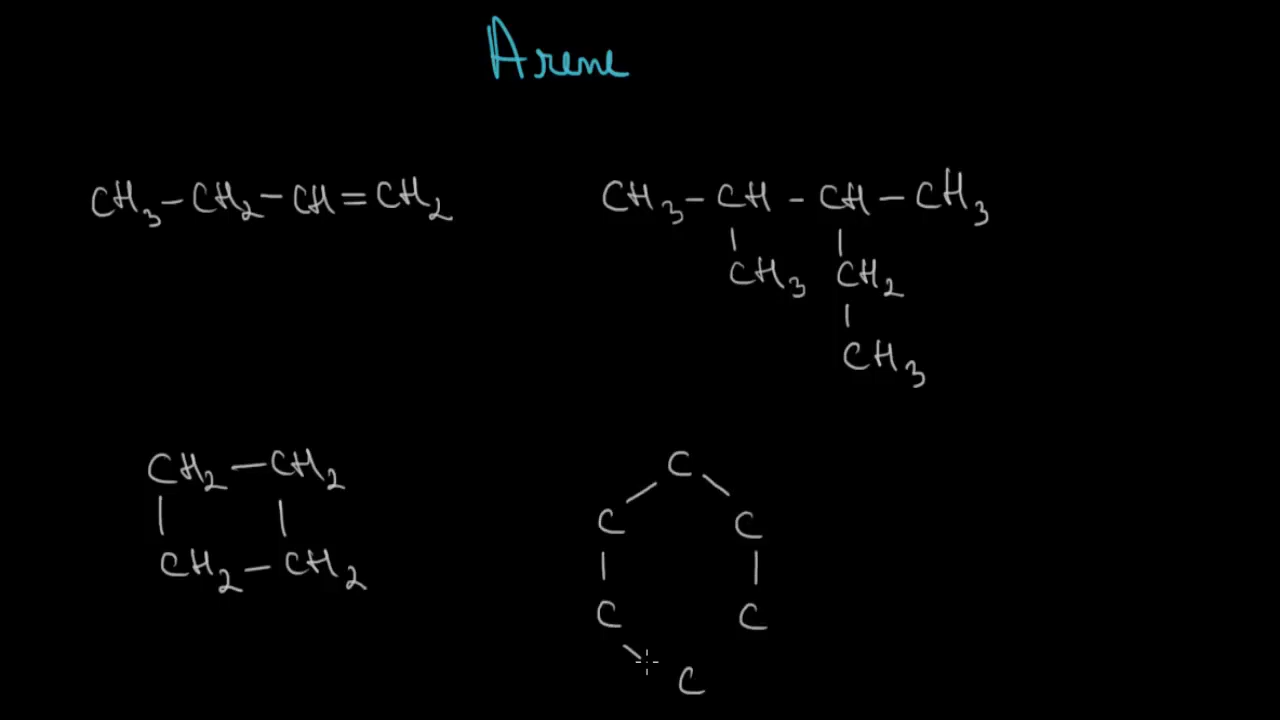 Arene
CH3-CH2-CH=CH2
CH3-CH-CH-CH3
CH3 CH2
CH3
CH2-CH2
CH2-CH2
C
C C
C C
C